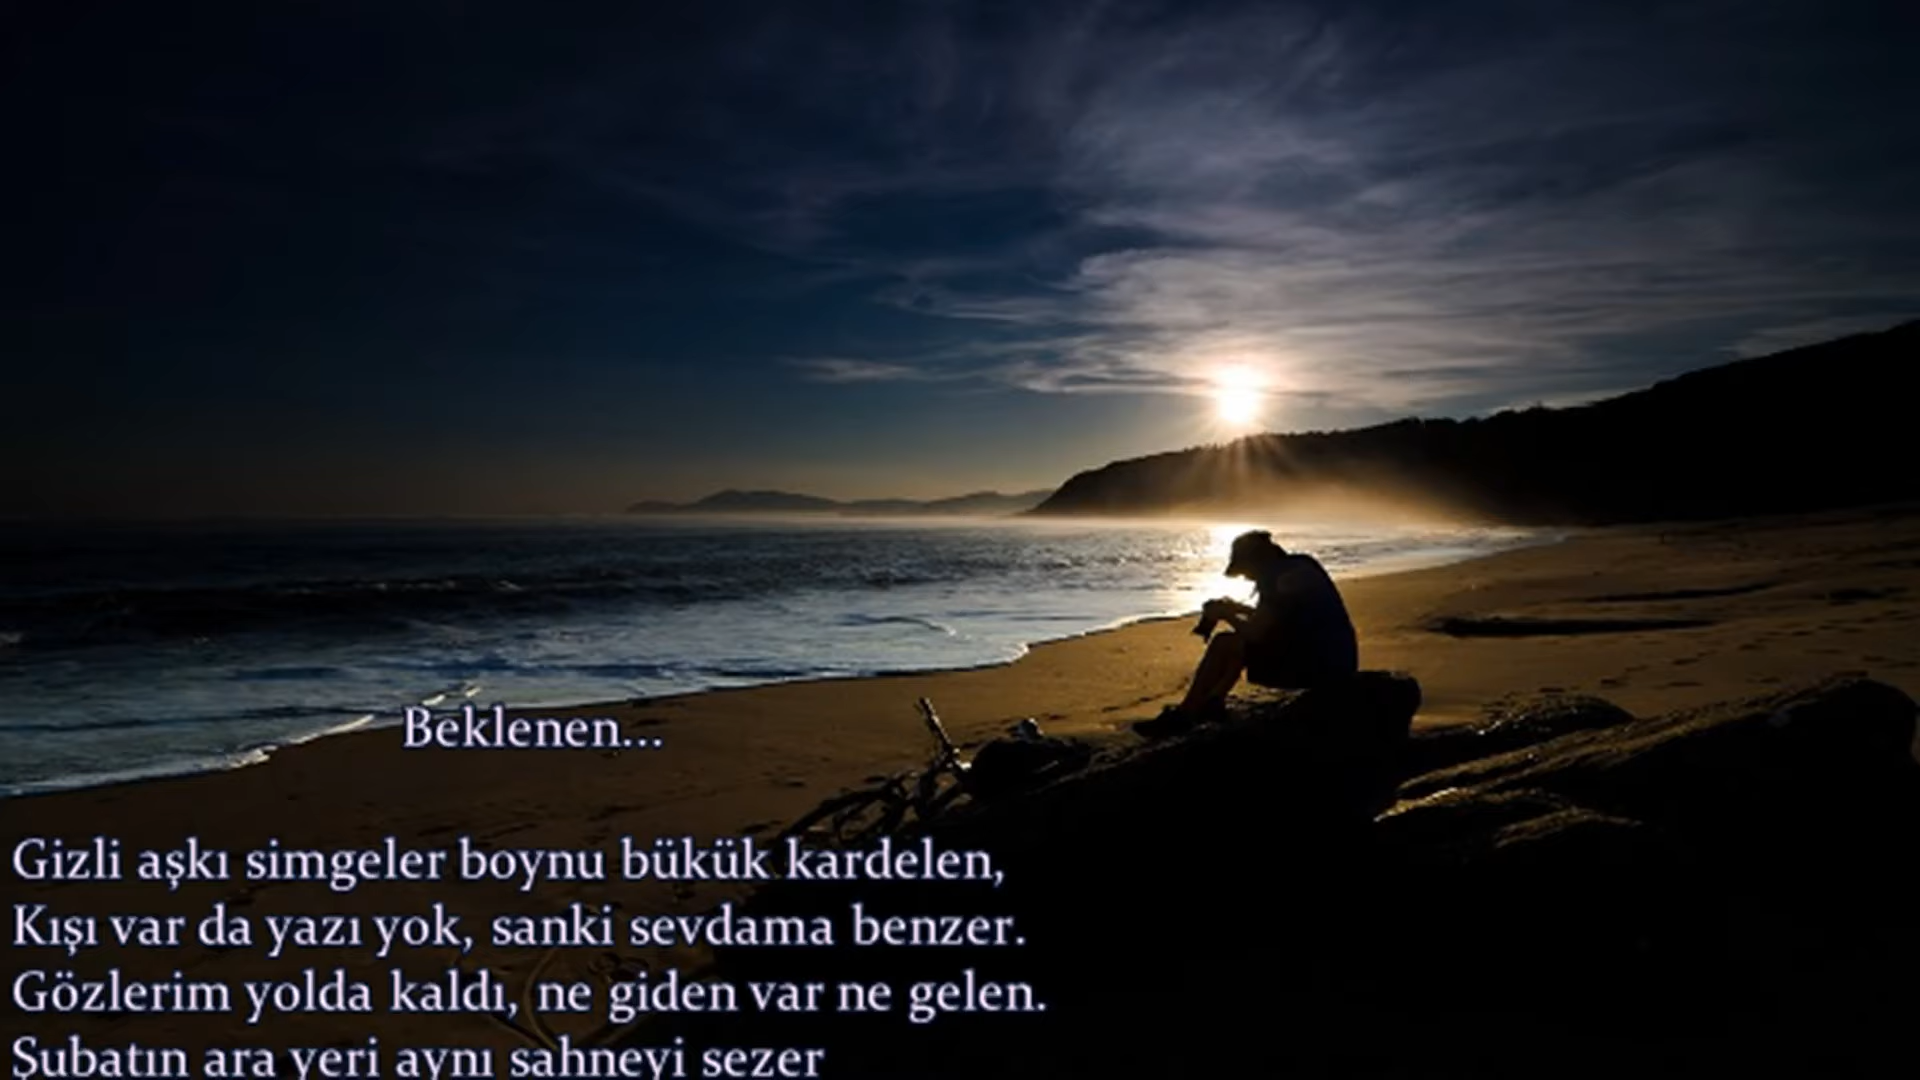 Beklenen...
Gizli aşkı simgeler boynu bükük kardelen,
Kışı var da yazı yok, sanki sevdama benzer.
Gözlerim yolda kaldı, ne giden var ne gelen.
Şubatın ara yeri aynı sahneyi sezer